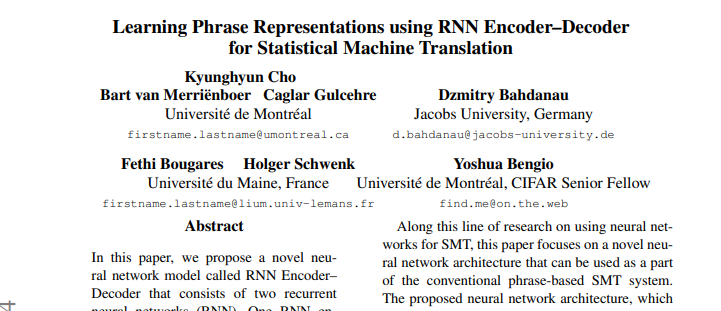 Learning Phrase Representations using RNN Encoder–Decoder
for Statistical Machine Translation
Kyunghyun Cho
Bart van Merriënboer Caglar Gulcehre
Université de Montréal
firstname.lastname@umontreal.ca
Dzmitry Bahdanau
Jacobs University, Germany
d.bahdanau@jacobs-university.de
Fethi Bougares Holger Schwenk
Université du Maine, France
firstname.lastname@lium.univ-lemans.fr
Yoshua Bengio
Université de Montréal, CIFAR Senior Fellow
find.me@on.the.web
Abstract
In this paper, we propose a novel neu-
ral network model called RNN Encoder–
Decoder that consists of two recurrent
neural networks (RNN). One RNN en-
Along this line of research on using neural net-
works for SMT, this paper focuses on a novel neu-
ral network architecture that can be used as a part
of the conventional phrase-based SMT system.
The proposed neural network architecture, which